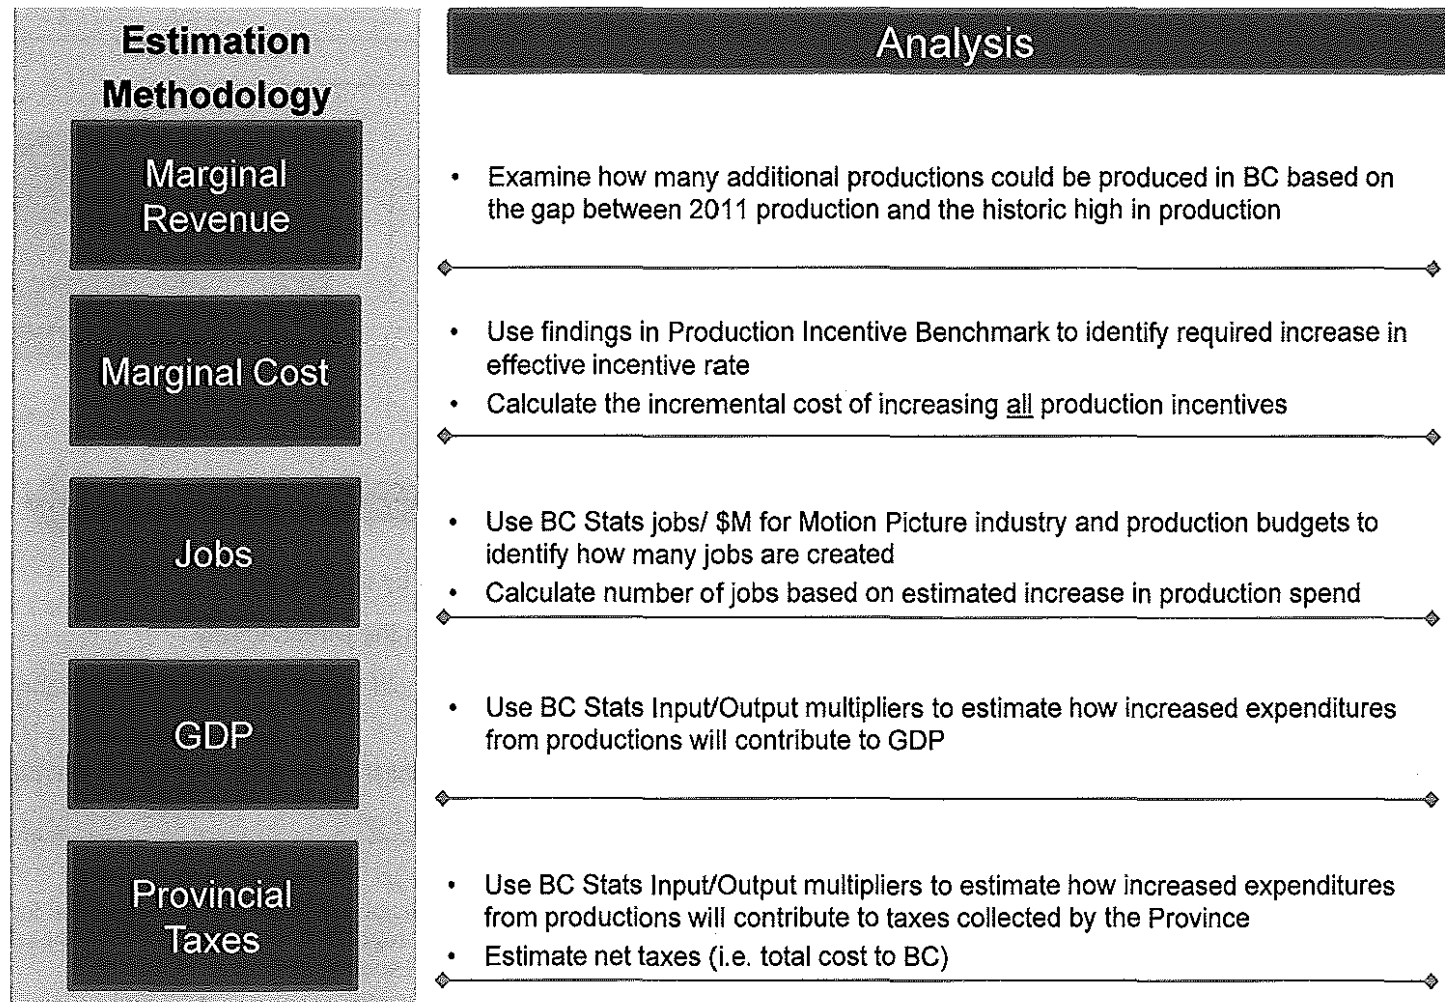 Estimation
Methodology
Analysis
Marginal
Revenue
• Examine how many additional productions could be produced in BC based on
the gap between 2011 production and the historic high in production
Marginal Cost
• Use findings in Production Incentive Benchmark to identify required increase in
effective incentive rate
• Calculate the incremental cost of increasing all production incentives
Jobs
• Use BC Stats jobs/ $M for Motion Picture industry and production budgets to
identify how many jobs are created
• Calculate number of jobs based on estimated increase in production spend
GDP
• Use BC Stats Input/Output multipliers to estimate how increased expenditures
from productions will contribute to GDP
Provincial
Taxes
• Use BC Stats Input/Output multipliers to estimate how increased expenditures
from productions will contribute to taxes collected by the Province
• Estimate net taxes (i.e. total cost to BC)